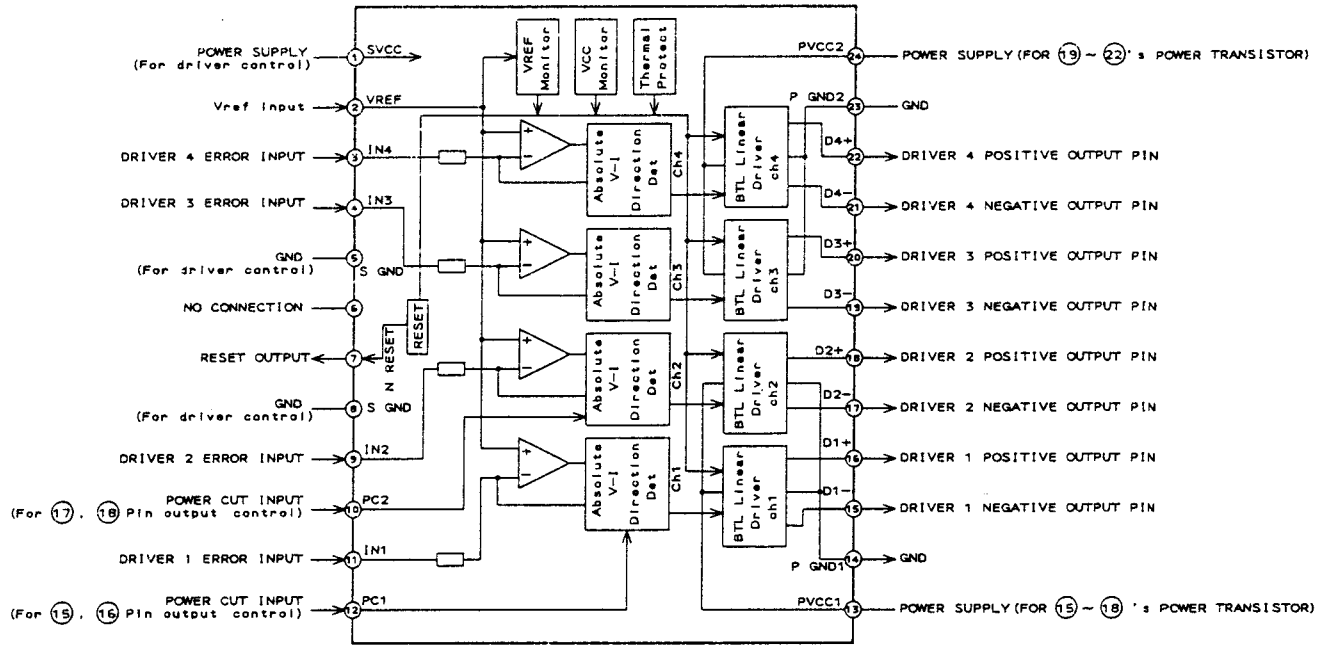 POWER SUPPLY
(For driver control)
1
SVCC
Vref input
2
VREF
DRIVER 4 ERROR INPUT
3
IN4
DRIVER 3 ERROR INPUT
4
IN3
GND
(For driver control)
5
S GND
NO CONNECTION
6
RESET OUTPUT
7
N RESET
RESET
GND
(For driver control)
8
S GND
DRIVER 2 ERROR INPUT
9
IN2
POWER CUT INPUT
(For 17, 18 Pin output control)
10
PC2
DRIVER 1 ERROR INPUT
11
IN1
POWER CUT INPUT
(For 15, 16 Pin output control)
12
PC1
VREF
Monitor
VCC
Monitor
Thermal
Protect
+
−
Absolute
V-I
Direction
Det
Ch4
+
−
Absolute
V-I
Direction
Det
Ch3
+
−
Absolute
V-I
Direction
Det
Ch2
+
−
Absolute
V-I
Direction
Det
Ch1
BTL Linear
Driver
ch4
BTL Linear
Driver
ch3
BTL Linear
Driver
ch2
BTL Linear
Driver
ch1
PVCC2
24
POWER SUPPLY(FOR 19 ~ 22's POWER TRANSISTOR)
P GND2
23
GND
D4+
22
DRIVER 4 POSITIVE OUTPUT PIN
D4-
21
DRIVER 4 NEGATIVE OUTPUT PIN
D3+
20
DRIVER 3 POSITIVE OUTPUT PIN
D3-
19
DRIVER 3 NEGATIVE OUTPUT PIN
D2+
18
DRIVER 2 POSITIVE OUTPUT PIN
D2-
17
DRIVER 2 NEGATIVE OUTPUT PIN
D1+
16
DRIVER 1 POSITIVE OUTPUT PIN
D1-
15
DRIVER 1 NEGATIVE OUTPUT PIN
P GND1
14
GND
PVCC1
13
POWER SUPPLY(FOR 15 ~ 18 's POWER TRANSISTOR)